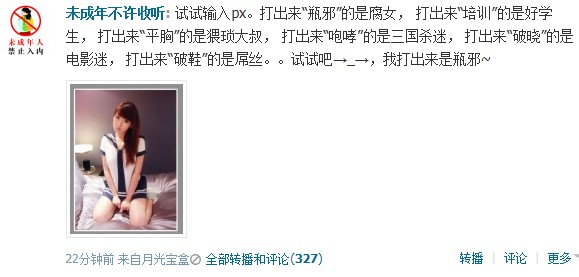 未成年不许收听: 试试输入px。打出来“瓶邪”的是腐女， 打出来“培训”的是好学
生， 打出来“平胸”的是猥琐大叔， 打出来“咆哮”的是三国杀迷， 打出来“破晓”的是
电影迷， 打出来“破鞋”的是屌丝。。试试吧→_→，我打出来是瓶邪~
未成年人
禁止入内
22分钟前 来自月光宝盒 全部转播和评论(327) 转播 | 评论 | 更多